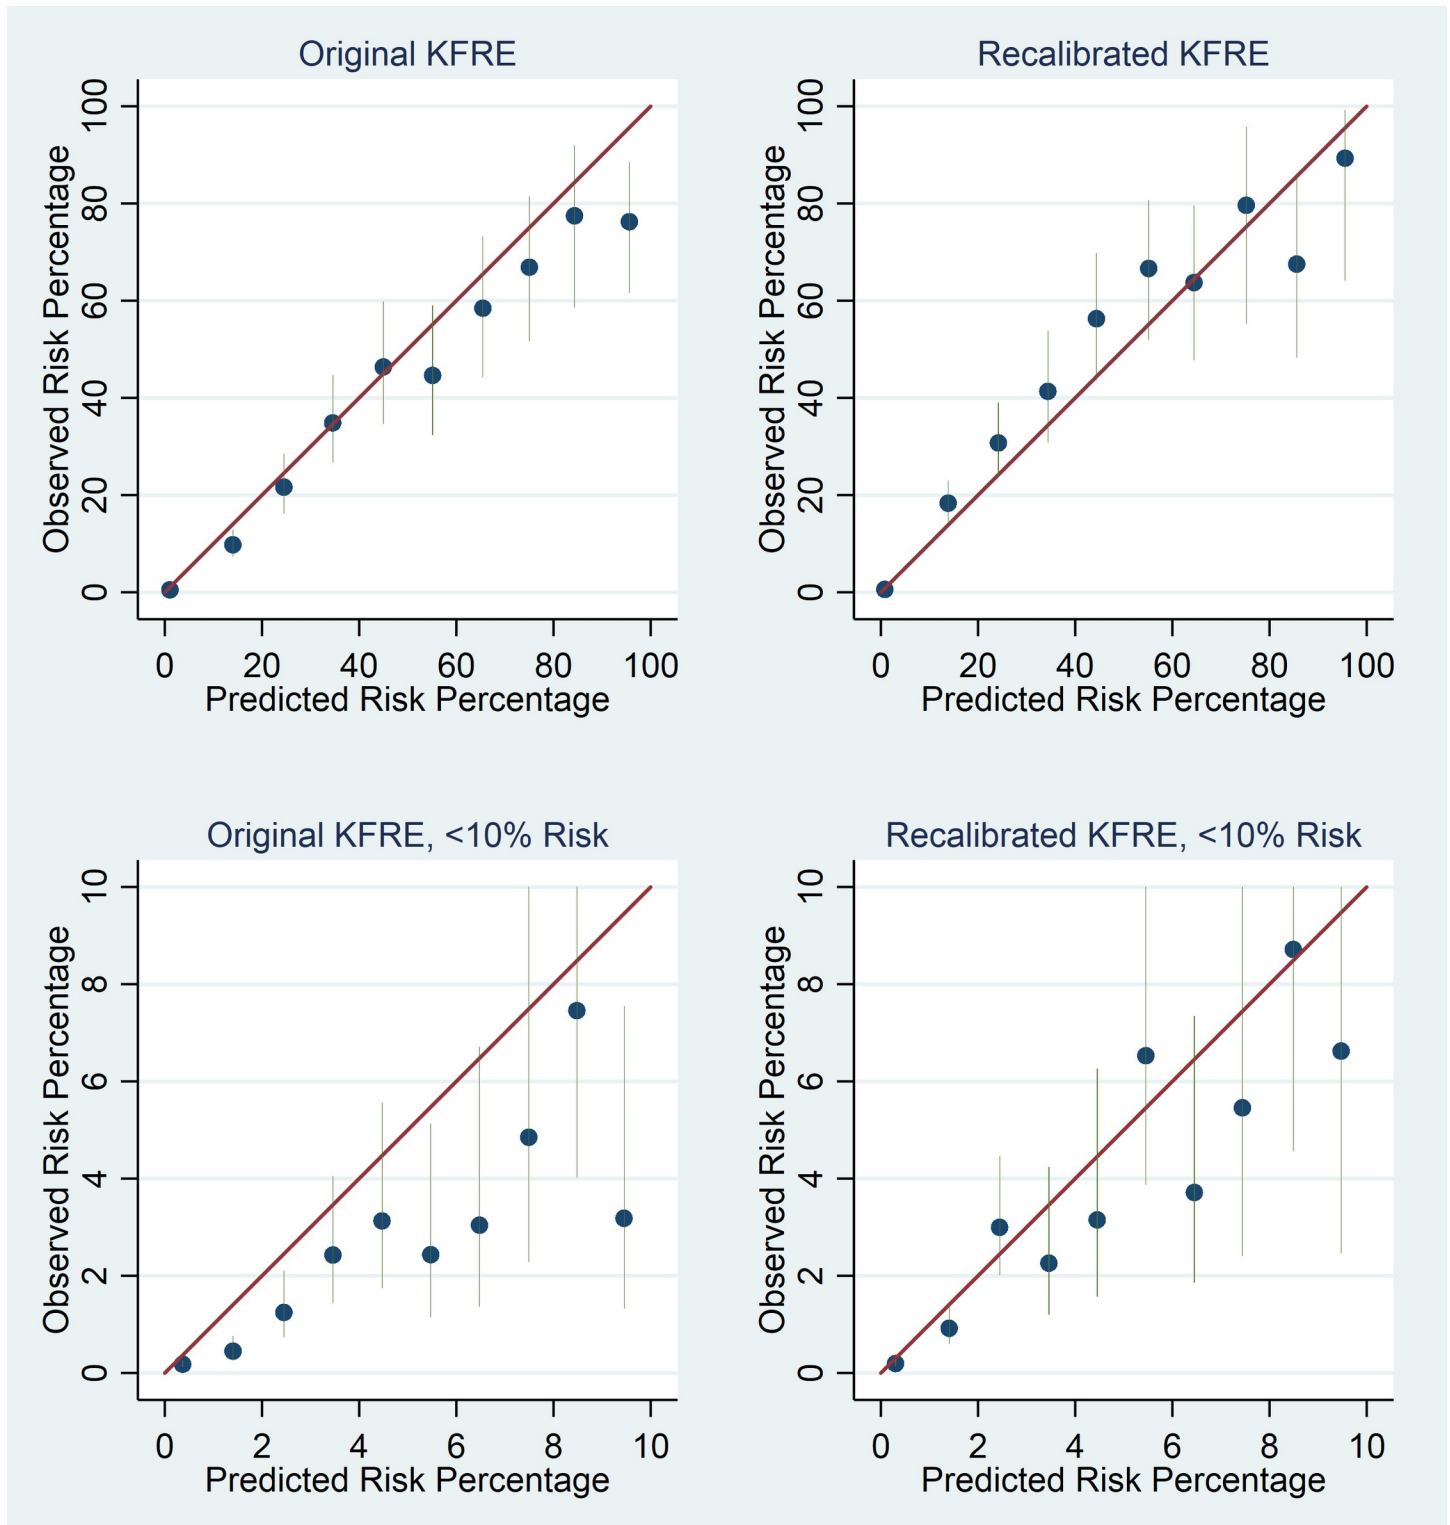 Original KFRE
Observed Risk Percentage
100
80
60
40
20
0
0 20 40 60 80 100
Predicted Risk Percentage
Recalibrated KFRE
Observed Risk Percentage
100
80
60
40
20
0
0 20 40 60 80 100
Predicted Risk Percentage
Original KFRE, <10% Risk
Observed Risk Percentage
10
8
6
4
2
0
0 2 4 6 8 10
Predicted Risk Percentage
Recalibrated KFRE, <10% Risk
Observed Risk Percentage
10
8
6
4
2
0
0 2 4 6 8 10
Predicted Risk Percentage